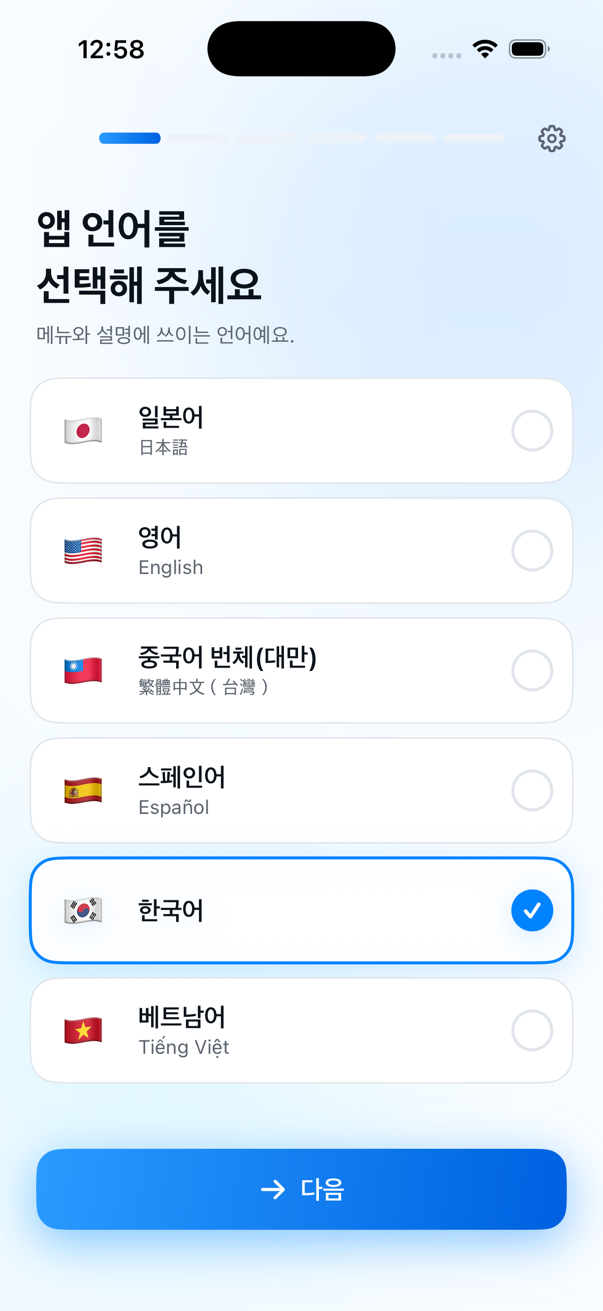 12:58
앱 언어를
선택해 주세요
메뉴와 설명에 쓰이는 언어예요.
일본어
日本語
영어
English
중국어 번체(대만)
繁體中文 ( 台灣 )
스페인어
Español
한국어
베트남어
Tiếng Việt
→ 다음